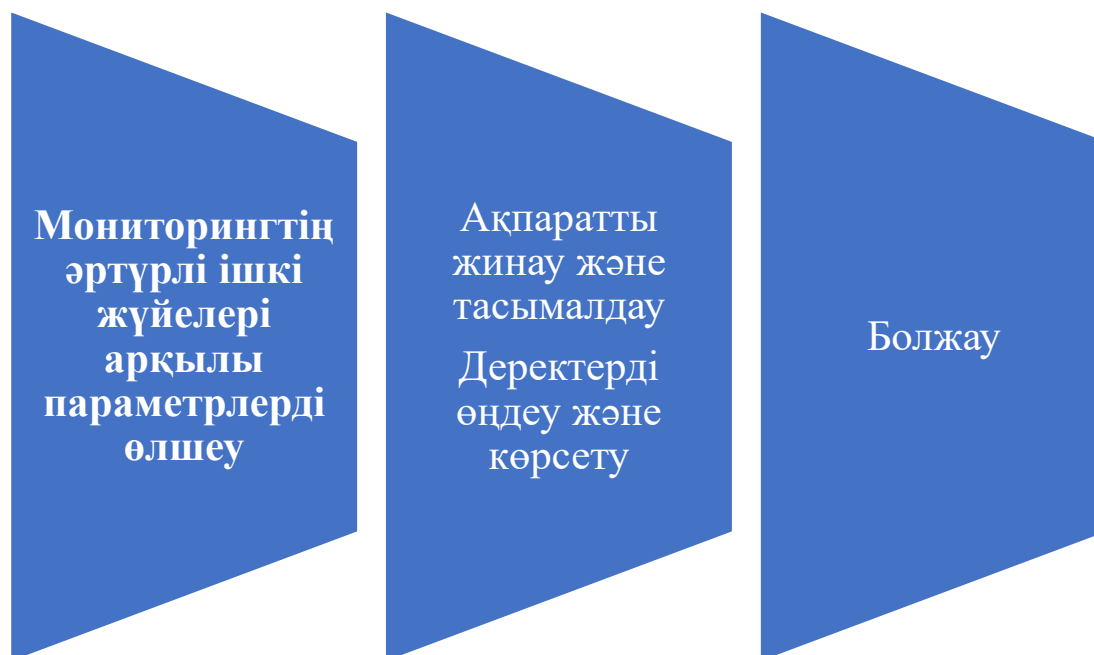 Мониторингтің
әртүрлі ішкі
жүйелері
арқылы
параметрлерді
өлшеу
Ақпаратты
жинау және
тасымалдау
Деректерді
өңдеу және
көрсету
Болжау